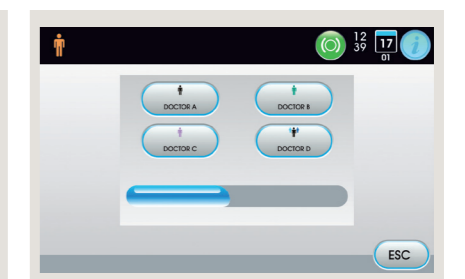 12
39
17
01
i
DOCTOR A
DOCTOR B
DOCTOR C
DOCTOR D
ESC